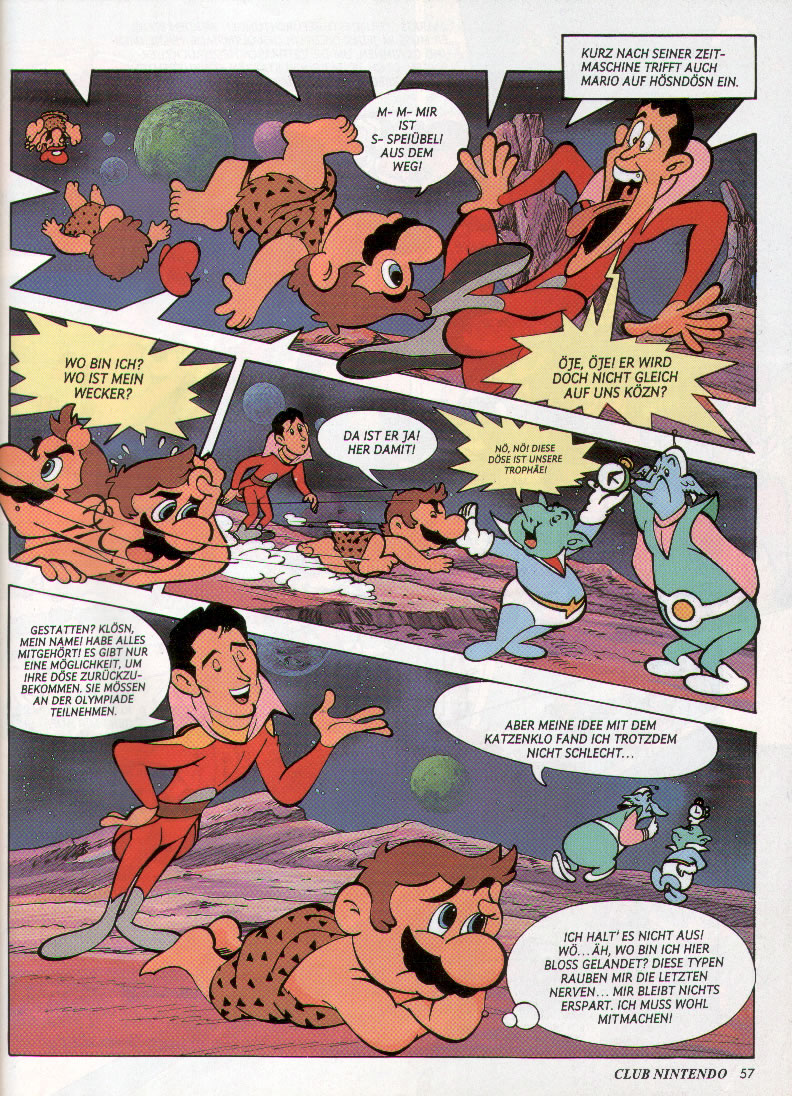 KURZ NACH SEINER ZEIT-
MASCHINE TRIFFT AUCH
MARIO AUF HÖSNDÖSN EIN.
M- M- MIR
IST
S- SPEIÜBEL!
AUS DEM
WEG!
ÖJE, ÖJE! ER WIRD
DOCH NICHT GLEICH
AUF UNS KÖZN?
WO BIN ICH?
WO IST MEIN
WECKER?
DA IST ER JA!
HER DAMIT!
NÖ, NÖ! DIESE
DÖSE IST UNSERE
TROPHÄE!
GESTATTEN? KLÖSN,
MEIN NAME! HABE ALLES
MITGEHÖRT! ES GIBT NUR
EINE MÖGLICHKEIT, UM
IHRE DÖSE ZURÜCKZU-
BEKOMMEN. SIE MÖSSEN
AN DER OLYMPIADE
TEILNEHMEN.
ABER MEINE IDEE MIT DEM
KATZENKLO FAND ICH TROTZDEM
NICHT SCHLECHT...
ICH HALT' ES NICHT AUS!
WÖ...ÄH, WO BIN ICH HIER
BLOSS GELANDET? DIESE TYPEN
RAUBEN MIR DIE LETZTEN
NERVEN... MIR BLEIBT NICHTS
ERSPART. ICH MUSS WOHL
MITMACHEN!
CLUB NINTENDO 57